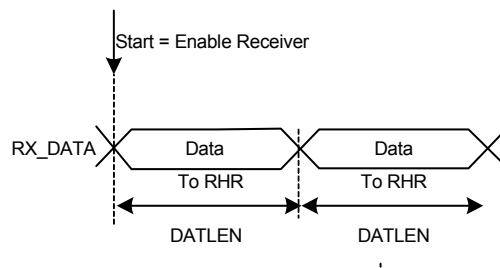 Start = Enable Receiver
RX_DATA Data Data
To RHR To RHR
DATLEN DATLEN